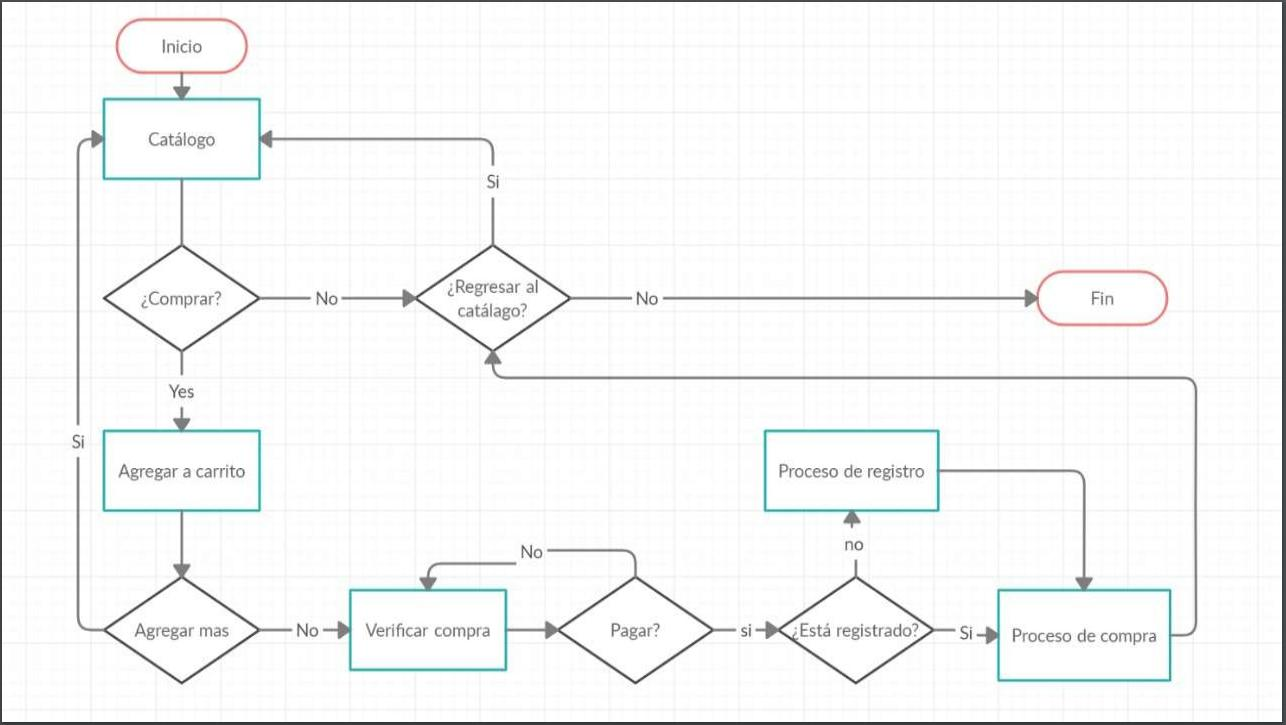 Inicio
Catálogo
Si
¿Comprar?
No
¿Regresar al
catálago?
No
Fin
Yes
Si
Agregar a carrito
Proceso de registro
no
No
Agregar mas
No
Verificar compra
Pagar?
si
¿Está registrado?
Si
Proceso de compra